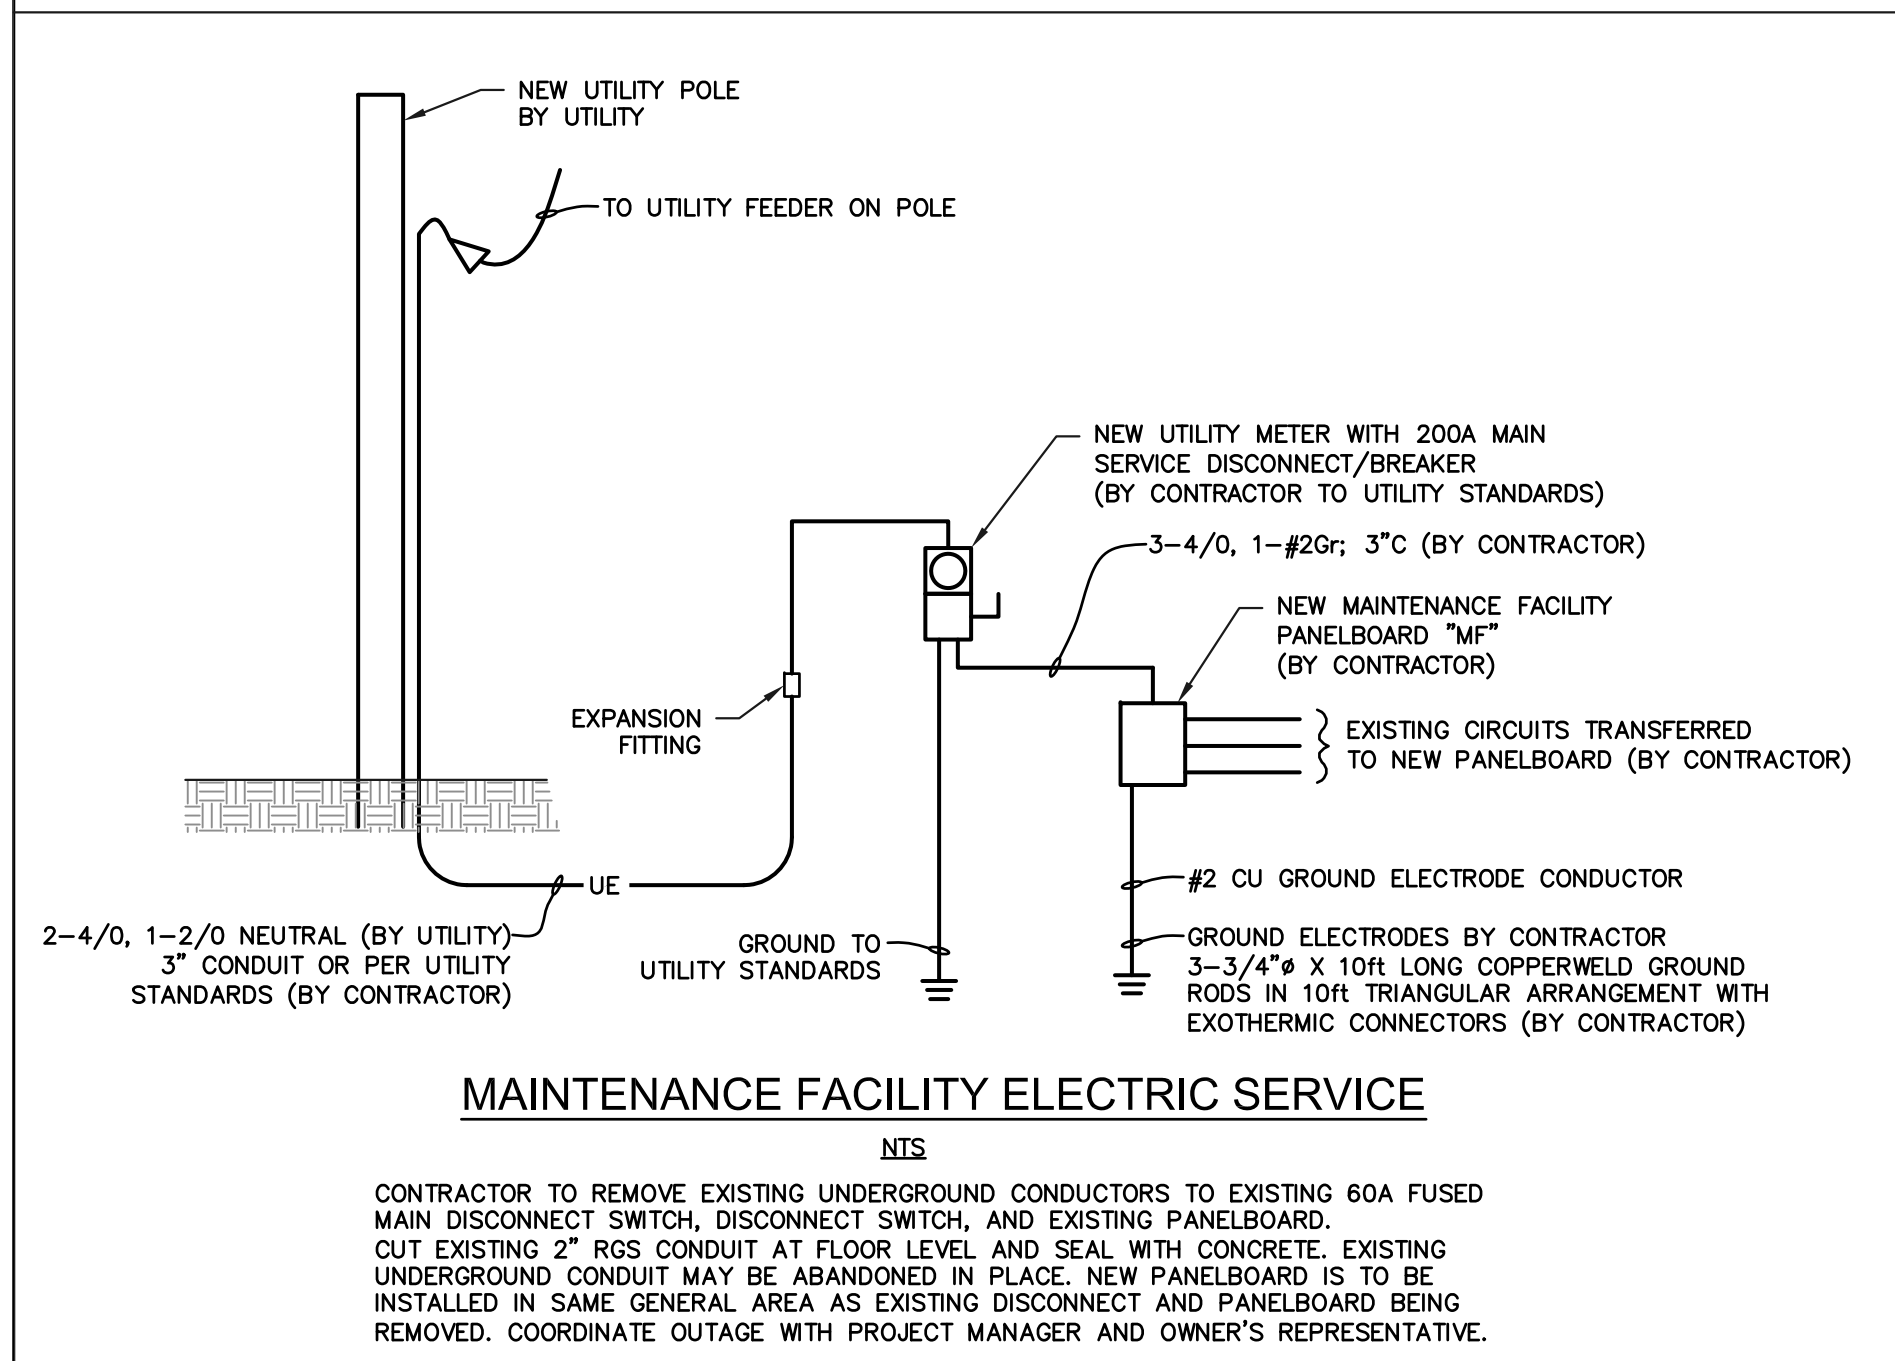 NEW UTILITY POLE
BY UTILITY
TO UTILITY FEEDER ON POLE
NEW UTILITY METER WITH 200A MAIN
SERVICE DISCONNECT/BREAKER
(BY CONTRACTOR TO UTILITY STANDARDS)
3-4/0, 1-#2Gr; 3"C (BY CONTRACTOR)
NEW MAINTENANCE FACILITY
PANELBOARD "MF"
(BY CONTRACTOR)
EXPANSION
FITTING
EXISTING CIRCUITS TRANSFERRED
TO NEW PANELBOARD (BY CONTRACTOR)
UE
#2 CU GROUND ELECTRODE CONDUCTOR
2-4/0, 1-2/0 NEUTRAL (BY UTILITY)
3" CONDUIT OR PER UTILITY
STANDARDS (BY CONTRACTOR)
GROUND TO
UTILITY STANDARDS
GROUND ELECTRODES BY CONTRACTOR
3-3/4"ø X 10ft LONG COPPERWELD GROUND
RODS IN 10ft TRIANGULAR ARRANGEMENT WITH
EXOTHERMIC CONNECTORS (BY CONTRACTOR)
MAINTENANCE FACILITY ELECTRIC SERVICE
NTS
CONTRACTOR TO REMOVE EXISTING UNDERGROUND CONDUCTORS TO EXISTING 60A FUSED
MAIN DISCONNECT SWITCH, DISCONNECT SWITCH, AND EXISTING PANELBOARD.
CUT EXISTING 2" RGS CONDUIT AT FLOOR LEVEL AND SEAL WITH CONCRETE. EXISTING
UNDERGROUND CONDUIT MAY BE ABANDONED IN PLACE. NEW PANELBOARD IS TO BE
INSTALLED IN SAME GENERAL AREA AS EXISTING DISCONNECT AND PANELBOARD BEING
REMOVED. COORDINATE OUTAGE WITH PROJECT MANAGER AND OWNER'S REPRESENTATIVE.